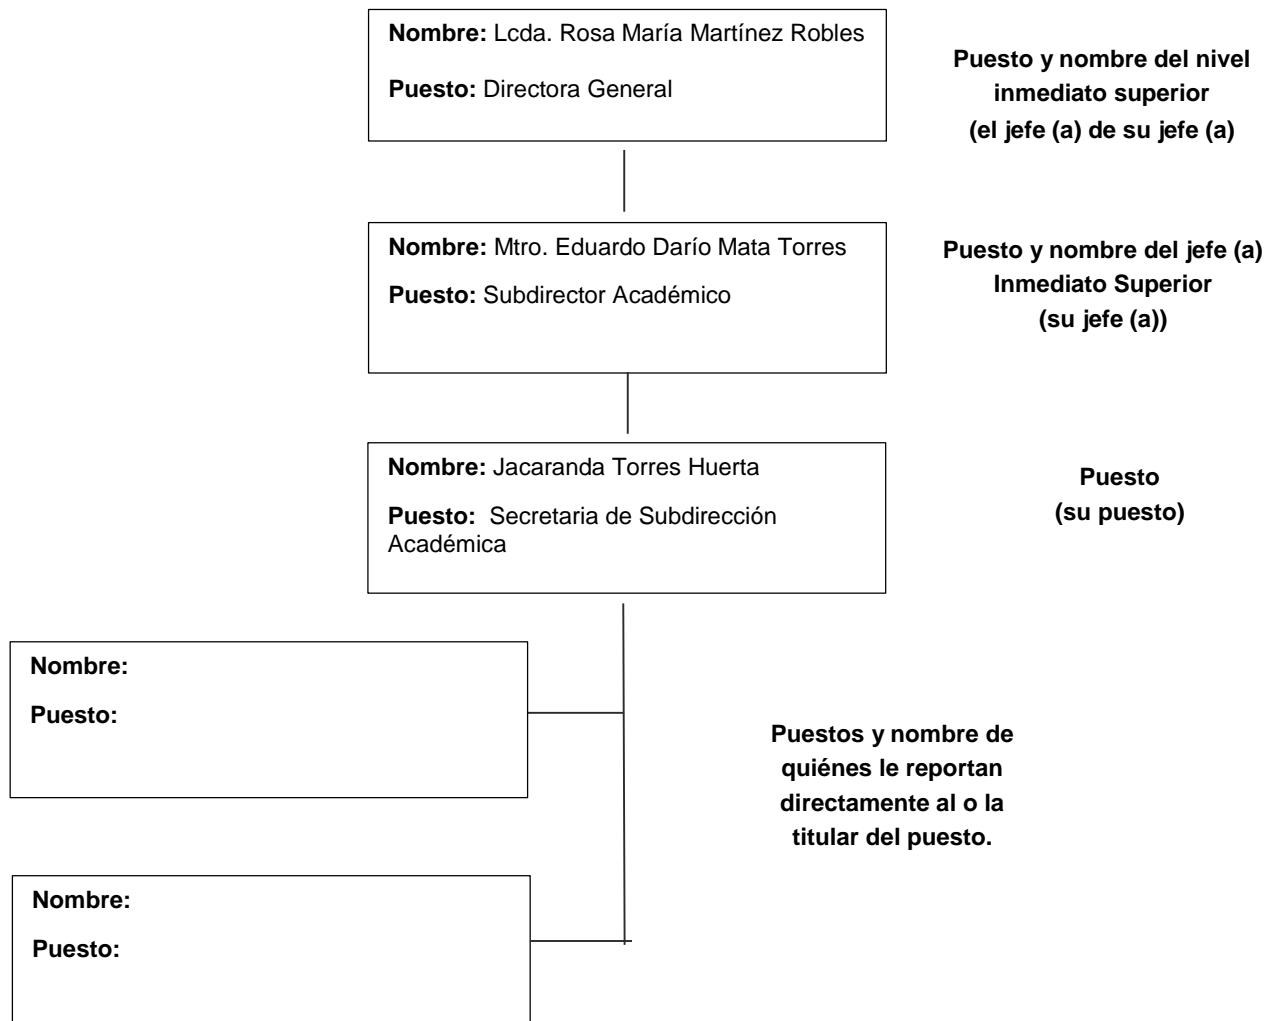 Nombre: Lcda. Rosa María Martínez Robles
Puesto: Directora General
Puesto y nombre del nivel
inmediato superior
(el jefe (a) de su jefe (a)
Nombre: Mtro. Eduardo Darío Mata Torres
Puesto: Subdirector Académico
Puesto y nombre del jefe (a)
Inmediato Superior
(su jefe (a))
Nombre: Jacaranda Torres Huerta
Puesto: Secretaria de Subdirección
Académica
Puesto
(su puesto)
Nombre:
Puesto:
Puestos y nombre de
quiénes le reportan
directamente al o la
titular del puesto.
Nombre:
Puesto: